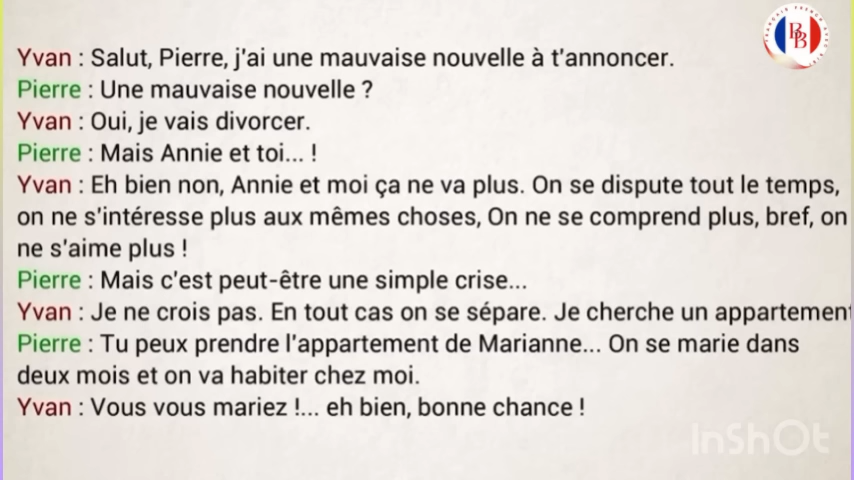 Yvan : Salut, Pierre, j'ai une mauvaise nouvelle à t'annoncer.
Pierre : Une mauvaise nouvelle ?
Yvan : Oui, je vais divorcer.
Pierre : Mais Annie et toi... !
Yvan : Eh bien non, Annie et moi ça ne va plus. On se dispute tout le temps,
on ne s'intéresse plus aux mêmes choses, On ne se comprend plus, bref, on
ne s'aime plus !
Pierre : Mais c'est peut-être une simple crise...
Yvan : Je ne crois pas. En tout cas on se sépare. Je cherche un appartement
Pierre : Tu peux prendre l'appartement de Marianne... On se marie dans
deux mois et on va habiter chez moi.
Yvan : Vous vous mariez !... eh bien, bonne chance !
InShOt